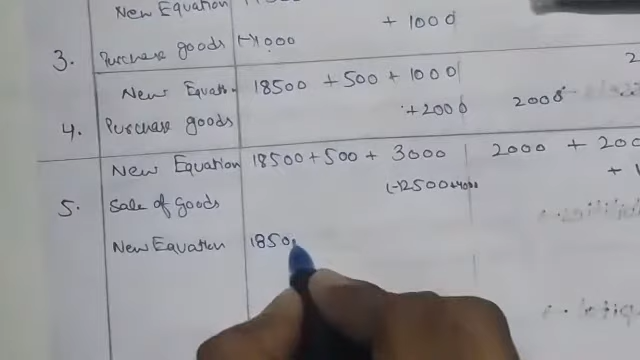 New Equation
3. Purchase goods (-)1000 + 1000
New Equatn 18500 + 500 + 1000
4. Purchase goods + 2000 2000
New Equation 18500 + 500 + 3000 2000 + 200
5. Sale of goods (-)2500
New Equation 1850